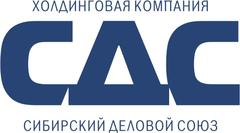 ХОЛДИНГОВАЯ КОМПАНИЯ
СДС
СИБИРСКИЙ ДЕЛОВОЙ СОЮЗ